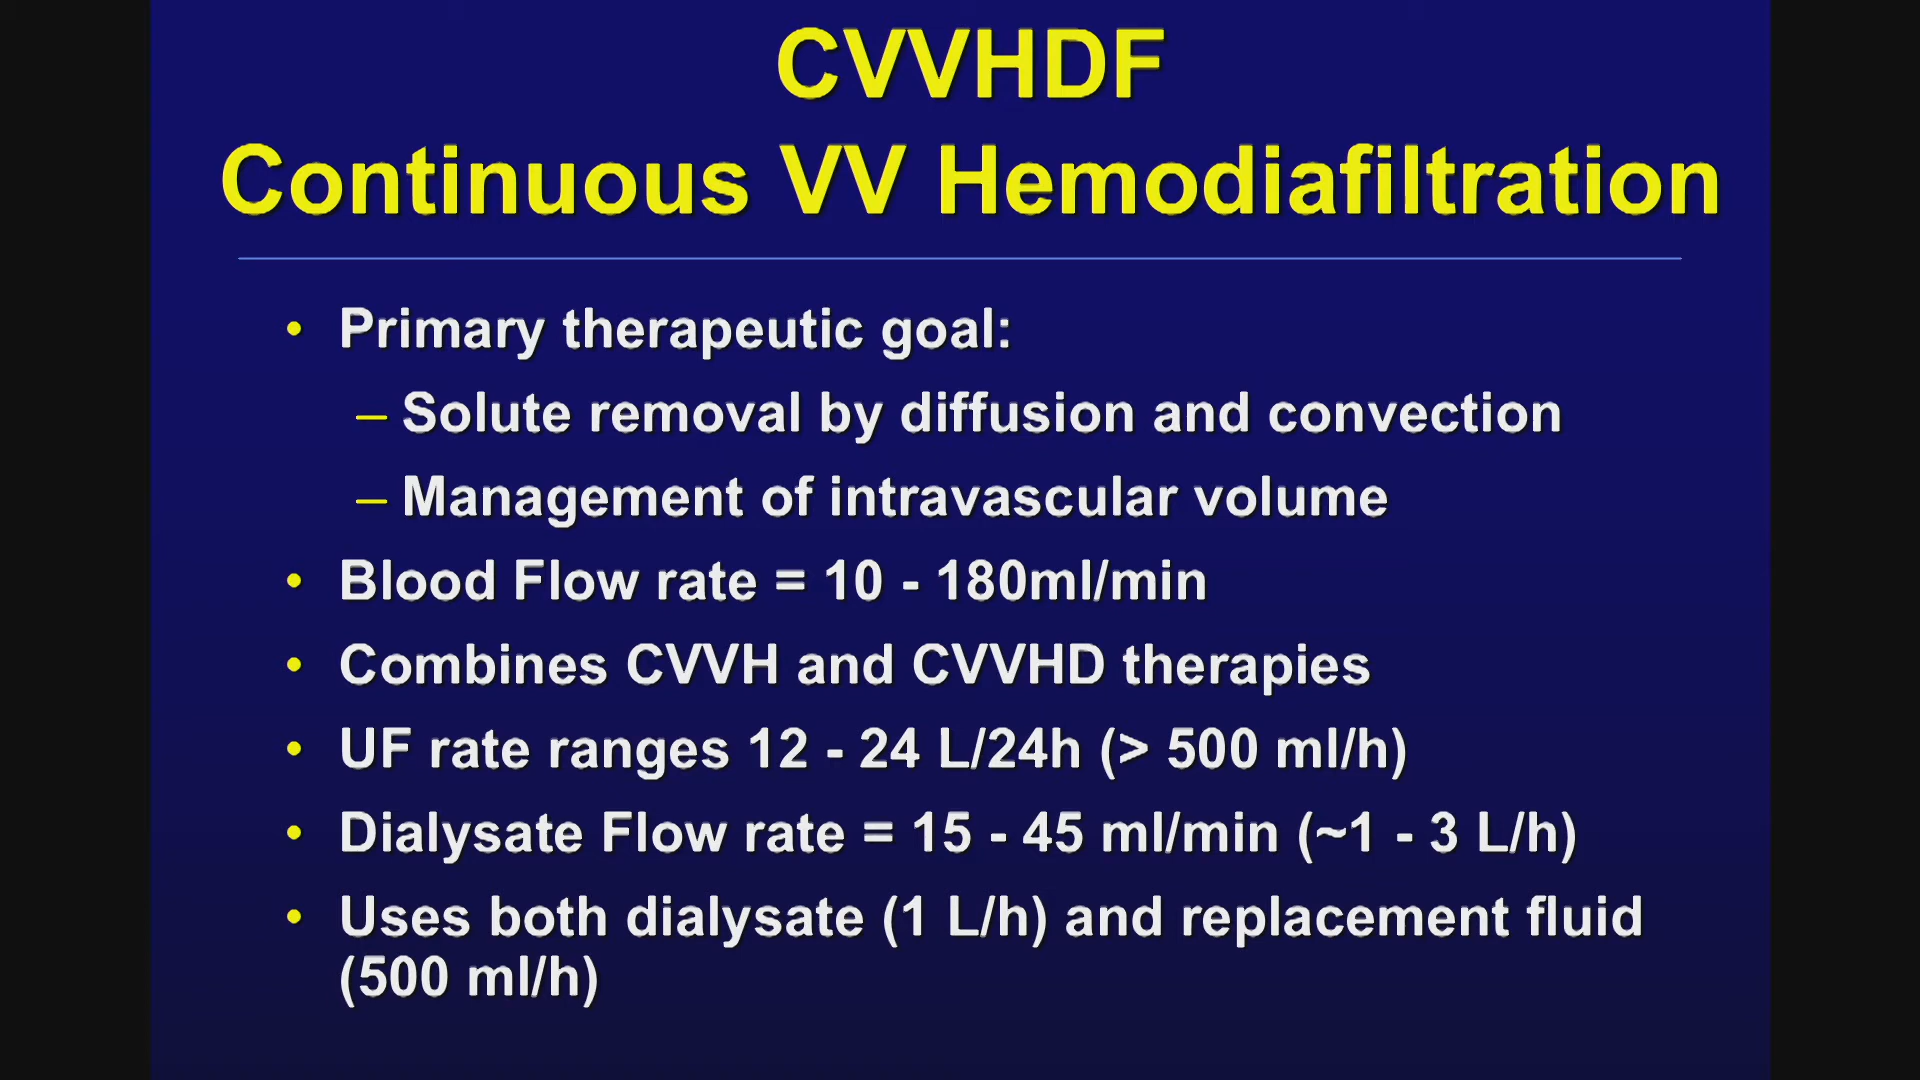 CVVHDF
Continuous VV Hemodiafiltration
• Primary therapeutic goal:
– Solute removal by diffusion and convection
– Management of intravascular volume
• Blood Flow rate = 10 - 180ml/min
• Combines CVVH and CVVHD therapies
• UF rate ranges 12 - 24 L/24h (> 500 ml/h)
• Dialysate Flow rate = 15 - 45 ml/min (~1 - 3 L/h)
• Uses both dialysate (1 L/h) and replacement fluid
(500 ml/h)